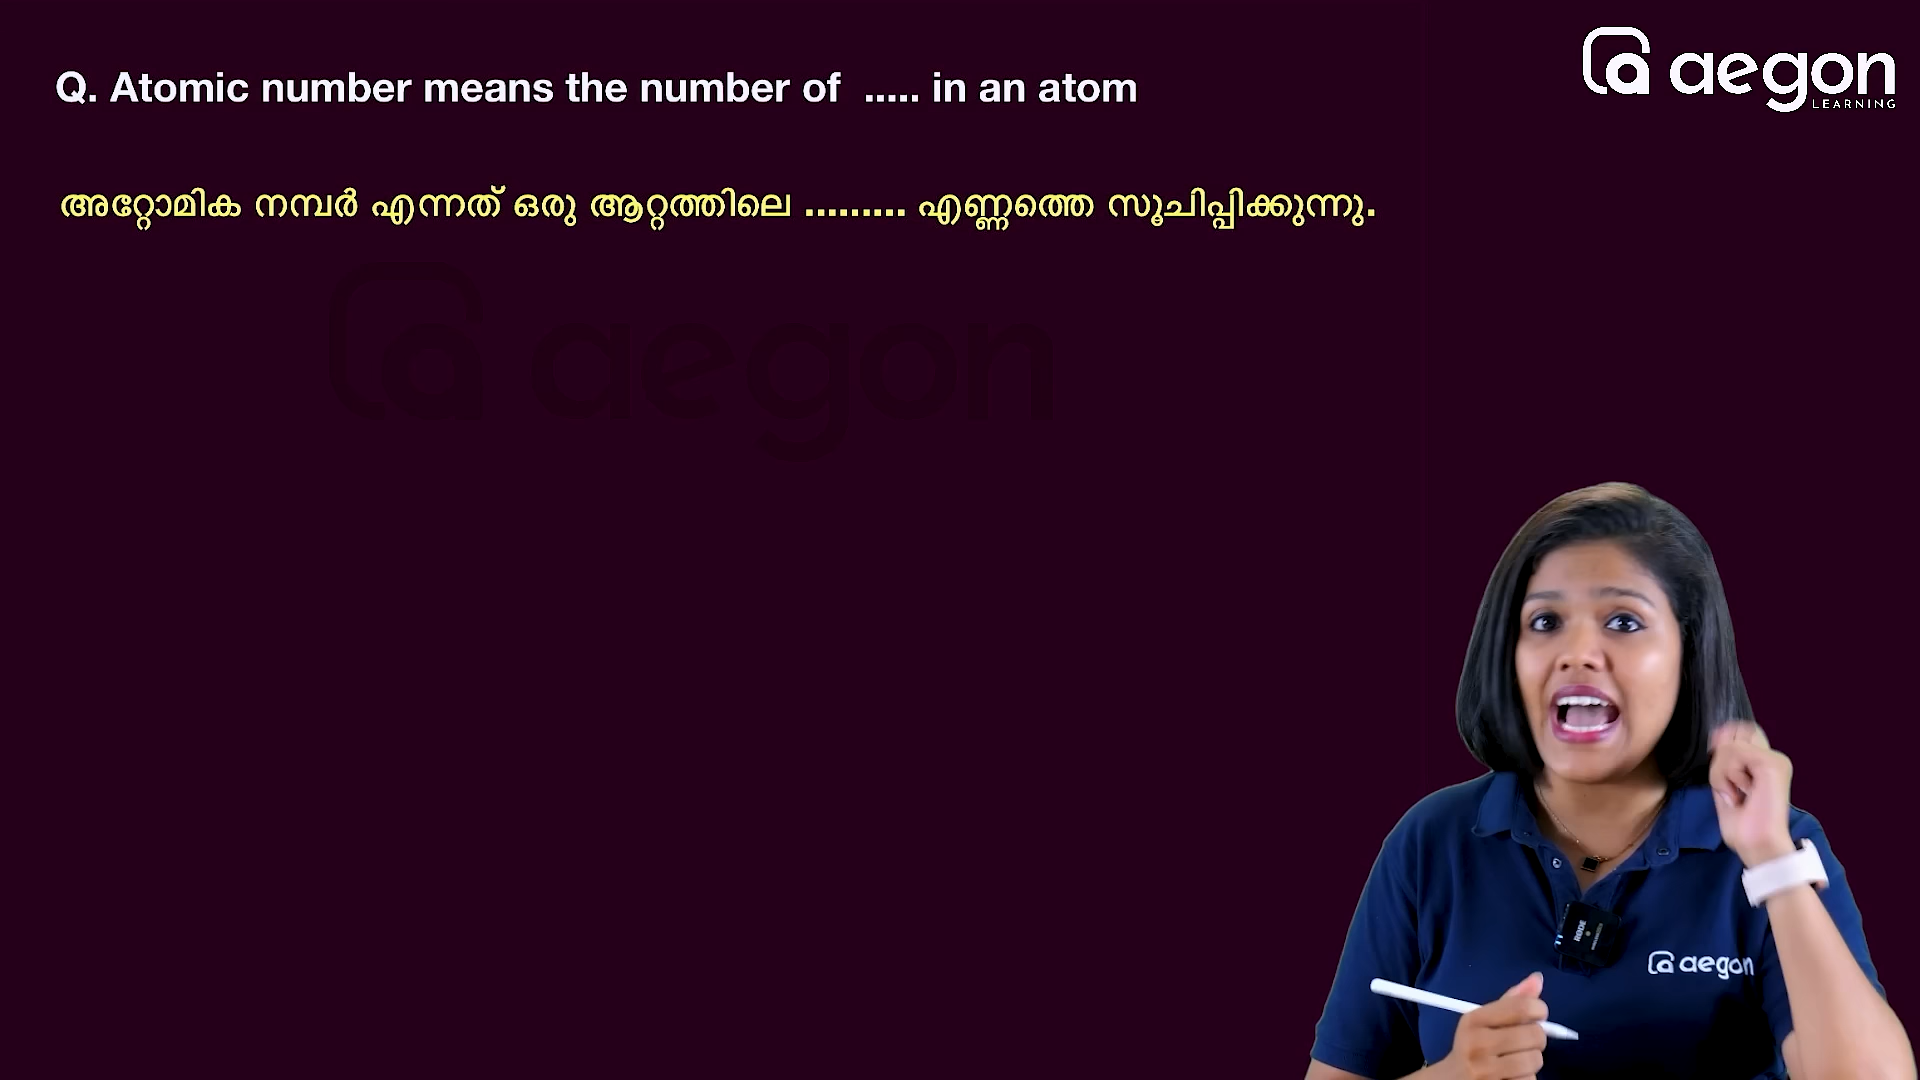 Q. Atomic number means the number of ..... in an atom
aegon
LEARNING
അറ്റോമിക നമ്പർ എന്നത് ഒരു ആറ്റത്തിലെ ......... എണ്ണത്തെ സൂചിപ്പിക്കുന്നു.
aegon
RØDE
aegon